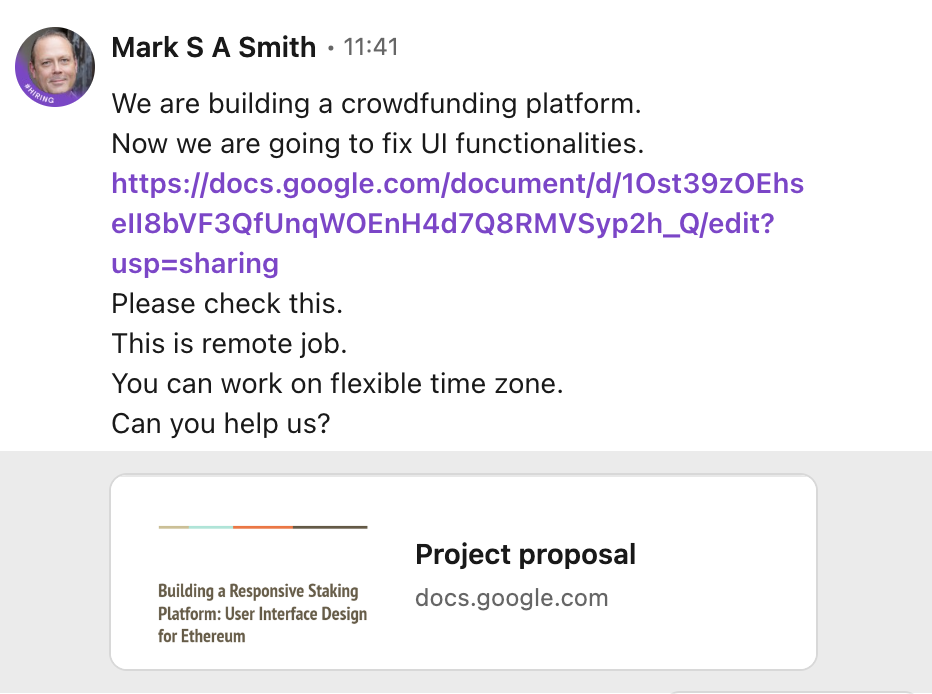 Mark S A Smith • 11:41
#HIRING
We are building a crowdfunding platform.
Now we are going to fix UI functionalities.
https://docs.google.com/document/d/1Ost39zOEhs
eII8bVF3QfUnqWOEnH4d7Q8RMVSyp2h_Q/edit?
usp=sharing
Please check this.
This is remote job.
You can work on flexible time zone.
Can you help us?
Project proposal
docs.google.com
Building a Responsive Staking
Platform: User Interface Design
for Ethereum